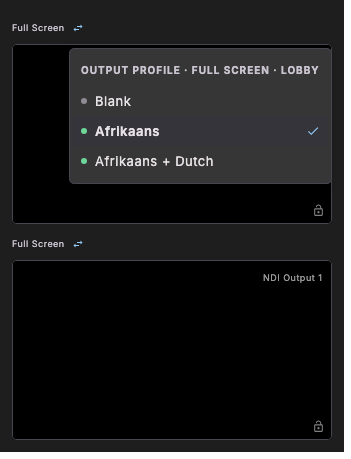 Full Screen
OUTPUT PROFILE · FULL SCREEN · LOBBY
Blank
Afrikaans
Afrikaans + Dutch
Full Screen
NDI Output 1